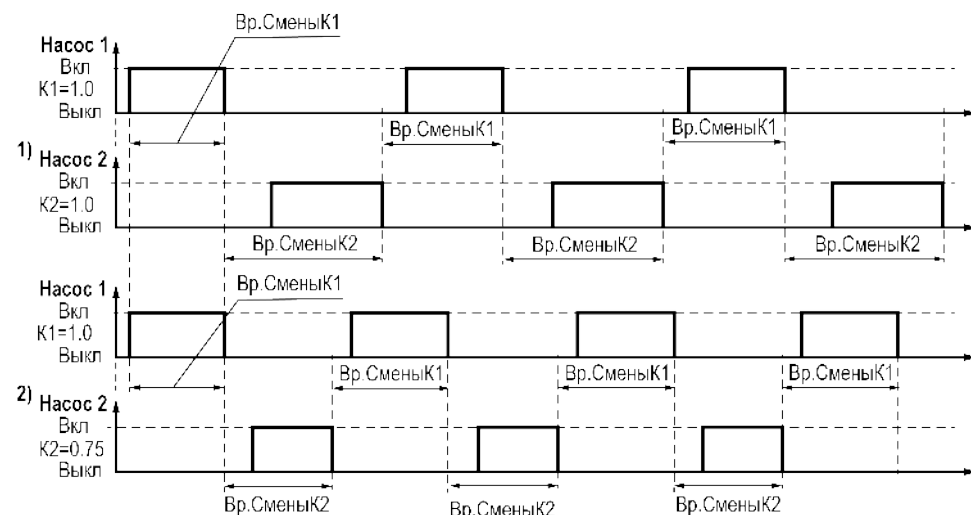 Вр.СменыК1
Насос 1
Вкл
К1=1.0
Выкл
Вр.СменыК1
Вр.СменыК1
1) Насос 2
Вкл
К2=1.0
Выкл
Вр.СменыК2
Вр.СменыК2
Вр.СменыК2
Насос 1
Вр.СменыК1
Вкл
К1=1.0
Выкл
Вр.СменыК1
Вр.СменыК1
Вр.СменыК1
2) Насос 2
Вкл
К2=0.75
Выкл
Вр.СменыК2
Вр.СменыК2
Вр.СменыК2